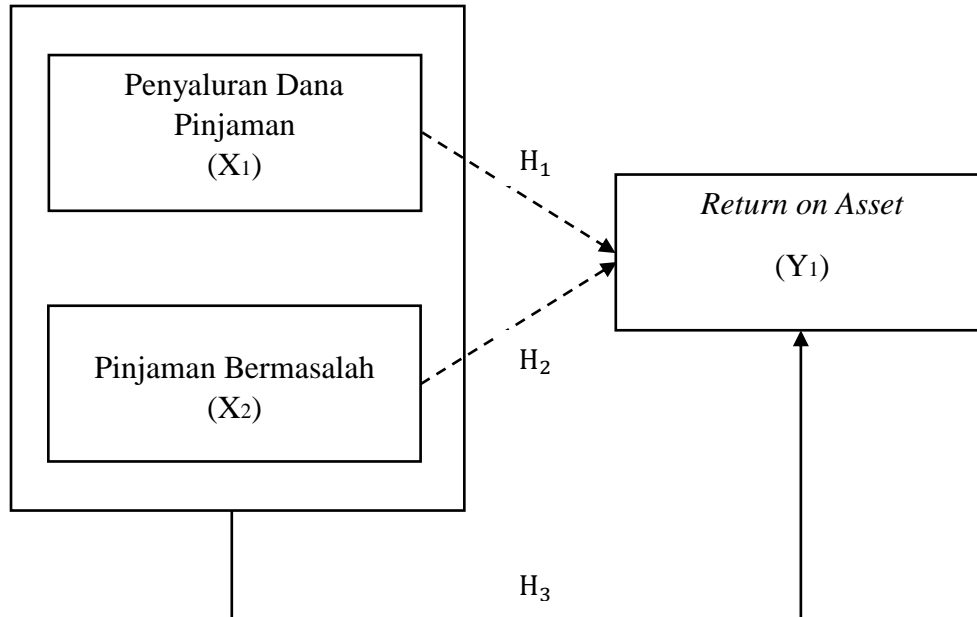 Penyaluran Dana
Pinjaman
(X1)
H1
Return on Asset
(Y1)
Pinjaman Bermasalah
(X2)
H2
H3